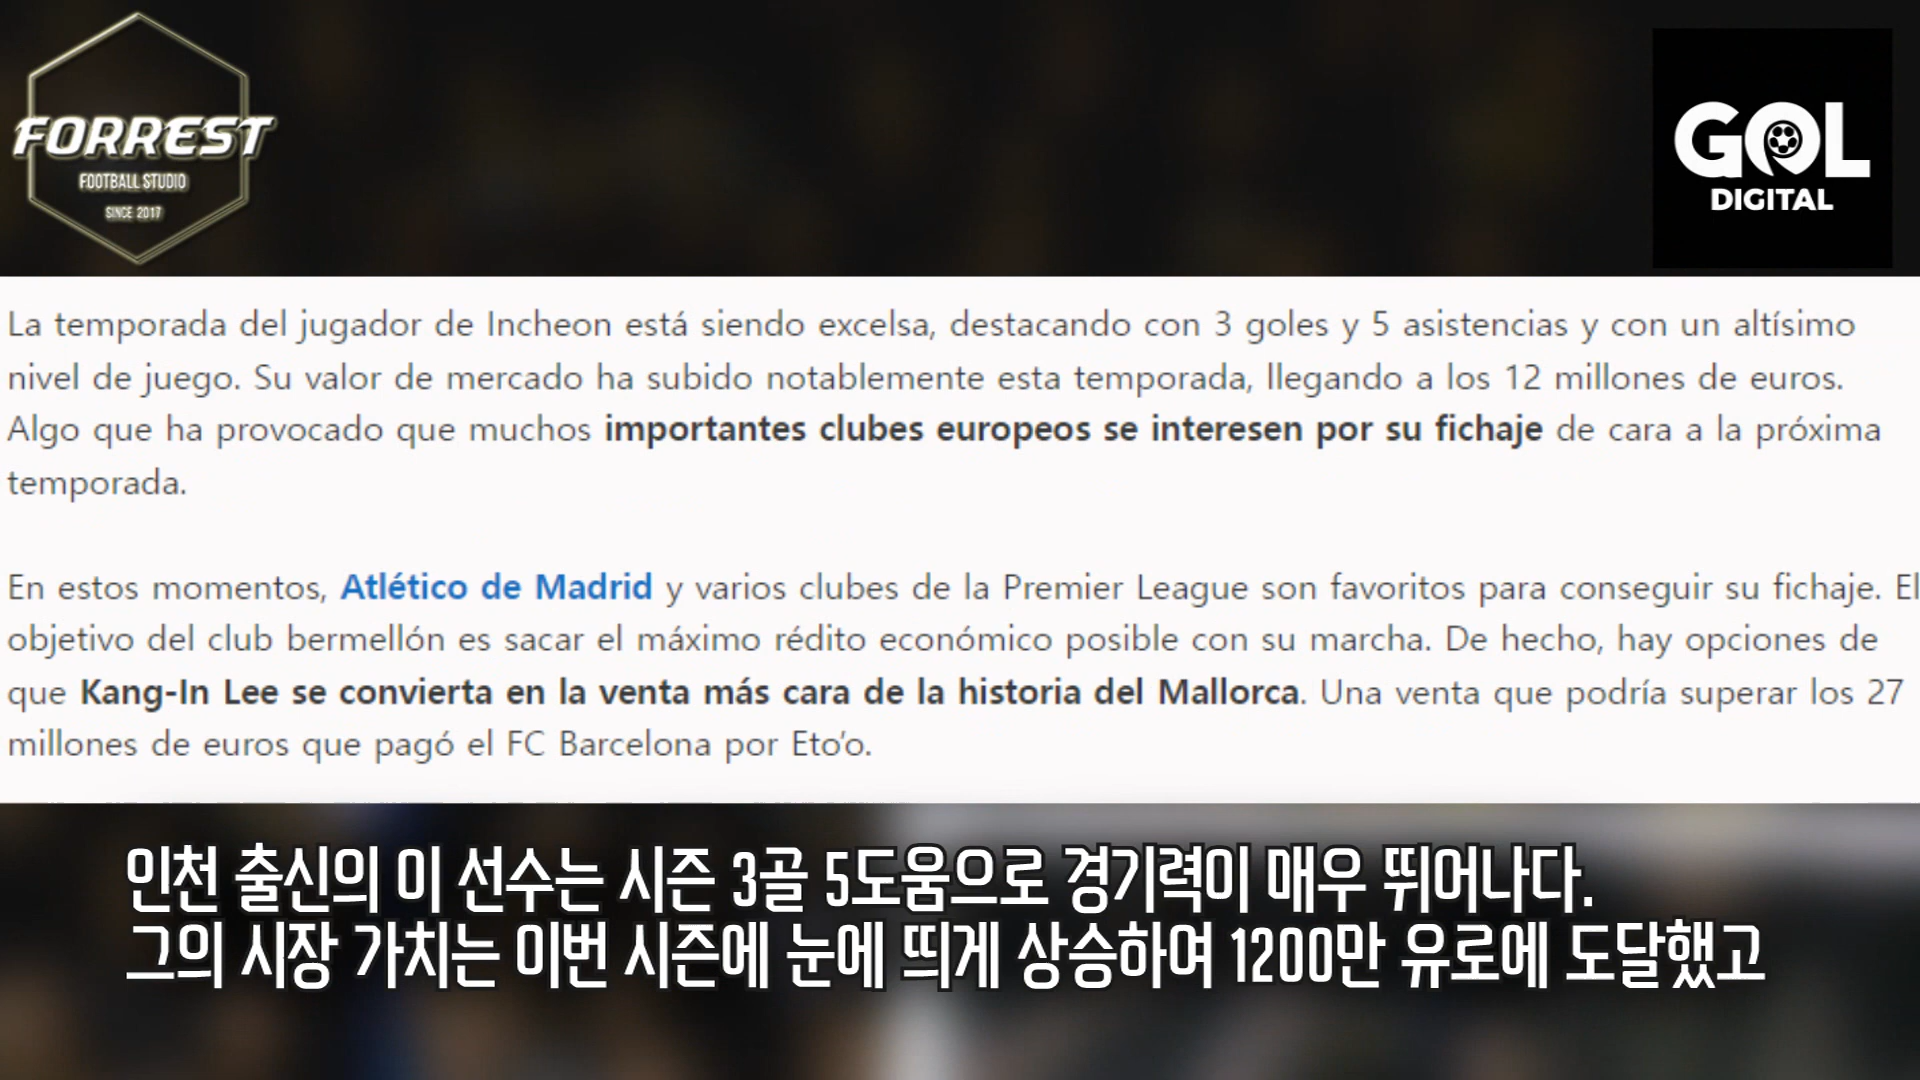 FORREST
FOOTBALL STUDIO
SINCE 2017
GOL
DIGITAL
La temporada del jugador de Incheon está siendo excelsa, destacando con 3 goles y 5 asistencias y con un altísimo
nivel de juego. Su valor de mercado ha subido notablemente esta temporada, llegando a los 12 millones de euros.
Algo que ha provocado que muchos importantes clubes europeos se interesen por su fichaje de cara a la próxima
temporada.
En estos momentos, Atlético de Madrid y varios clubes de la Premier League son favoritos para conseguir su fichaje. El
objetivo del club bermellón es sacar el máximo rédito económico posible con su marcha. De hecho, hay opciones de
que Kang-In Lee se convierta en la venta más cara de la historia del Mallorca. Una venta que podría superar los 27
millones de euros que pagó el FC Barcelona por Eto’o.
인천 출신의 이 선수는 시즌 3골 5도움으로 경기력이 매우 뛰어나다.
그의 시장 가치는 이번 시즌에 눈에 띄게 상승하여 1200만 유로에 도달했고